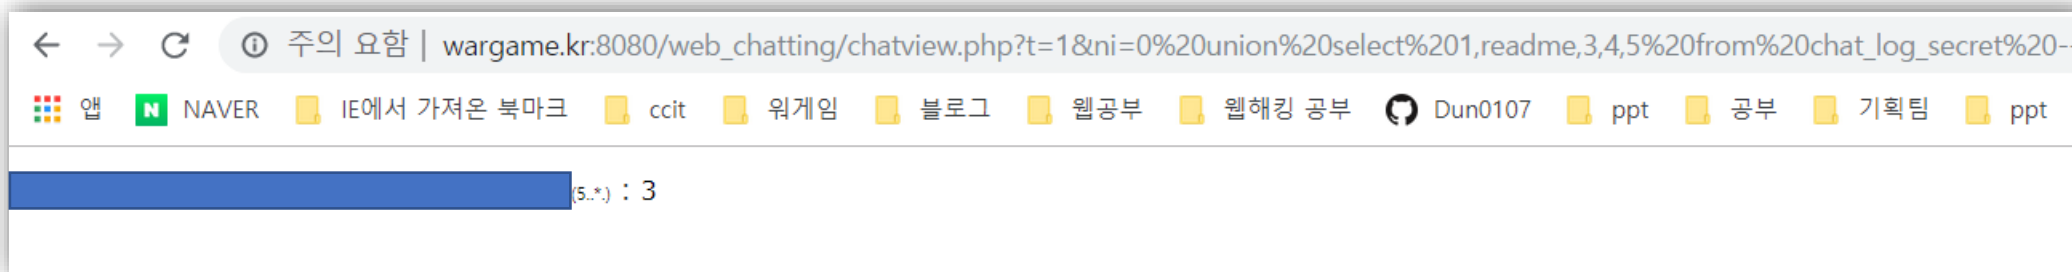 주의 요함 | wargame.kr:8080/web_chatting/chatview.php?t=1&ni=0%20union%20select%201,readme,3,4,5%20from%20chat_log_secret%20--
앱 NAVER IE에서 가져온 북마크 ccit 워게임 블로그 웹공부 웹해킹 공부 Dun0107 ppt 공부 기획팀 ppt
(5..*.) : 3